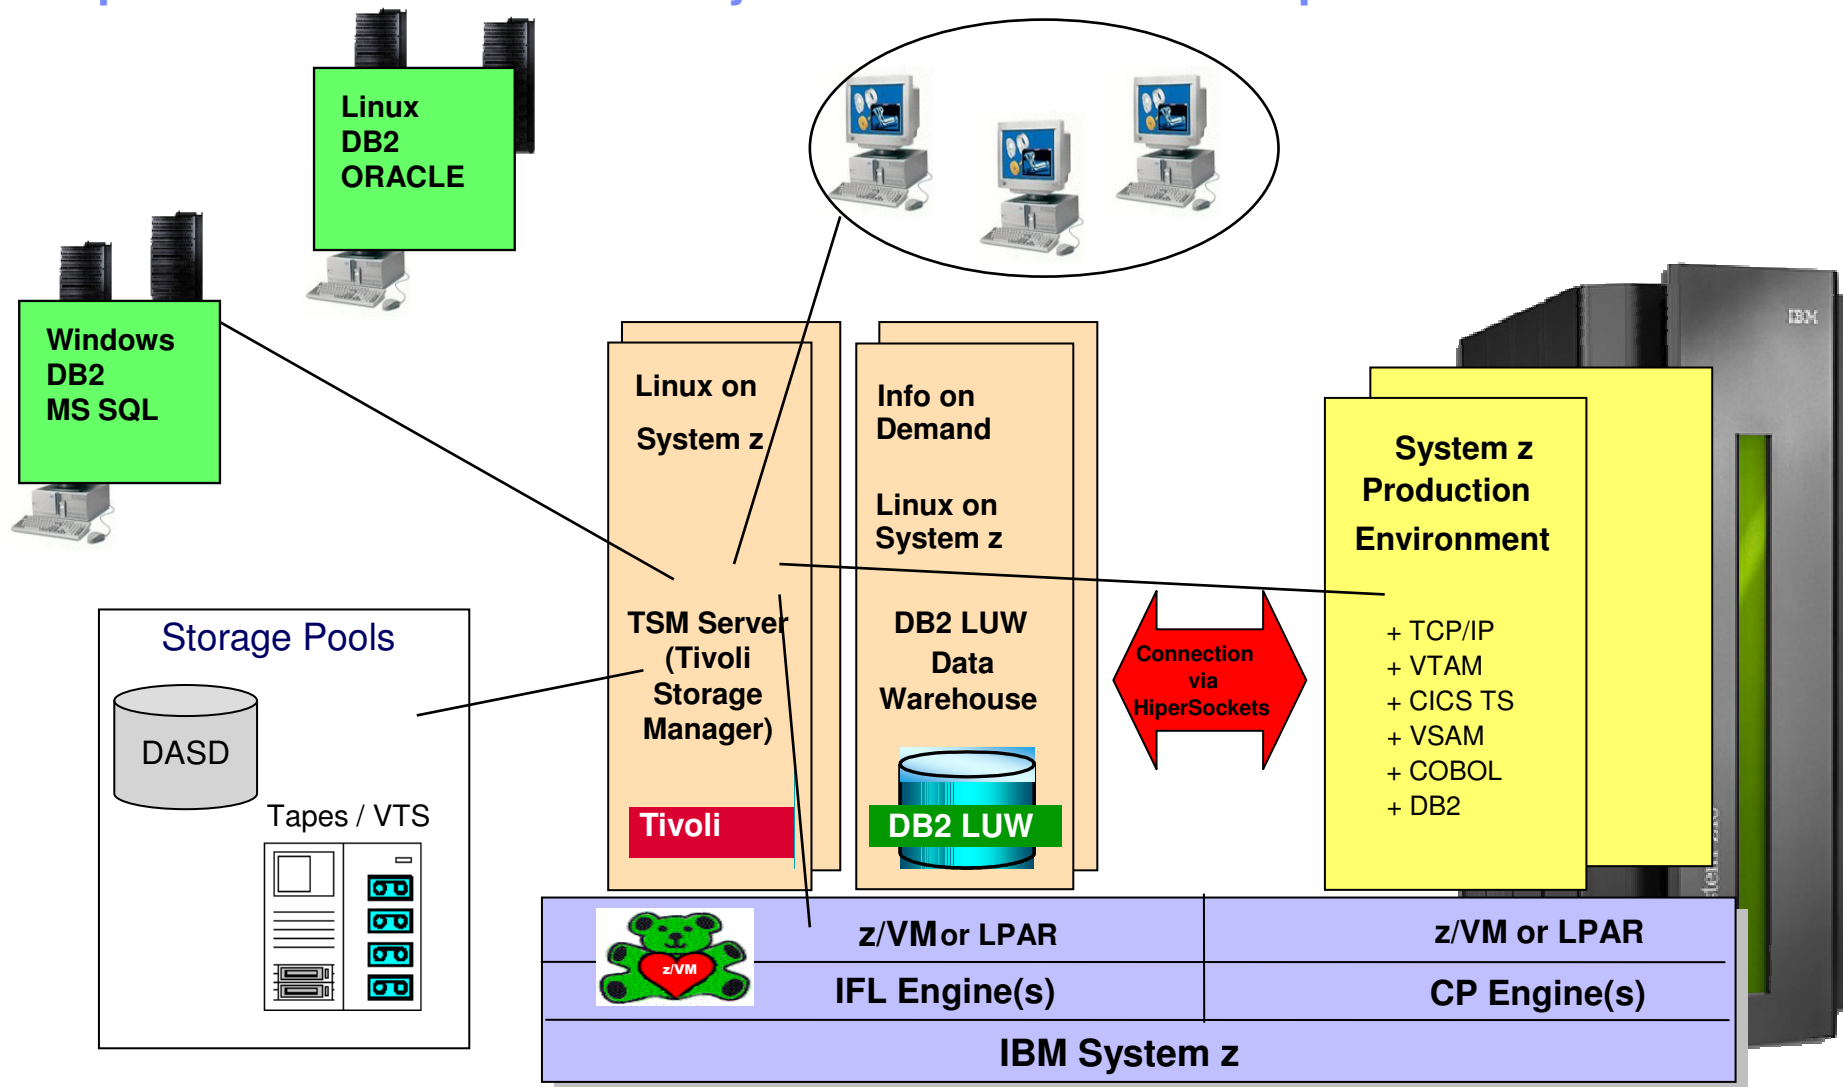 Linux
DB2
ORACLE
Windows
DB2
MS SQL
IBM
Linux on
System z
Info on
Demand
Linux on
System z
System z
Production
Environment
TSM Server
(Tivoli
Storage
Manager)
DB2 LUW
Data
Warehouse
Connection
via
HiperSockets
+ TCP/IP
+ VTAM
+ CICS TS
+ VSAM
+ COBOL
+ DB2
Storage Pools
DASD
Tapes / VTS
Tivoli
DB2 LUW
z/VM
z/VM or LPAR
z/VM or LPAR
IFL Engine(s)
CP Engine(s)
IBM System z